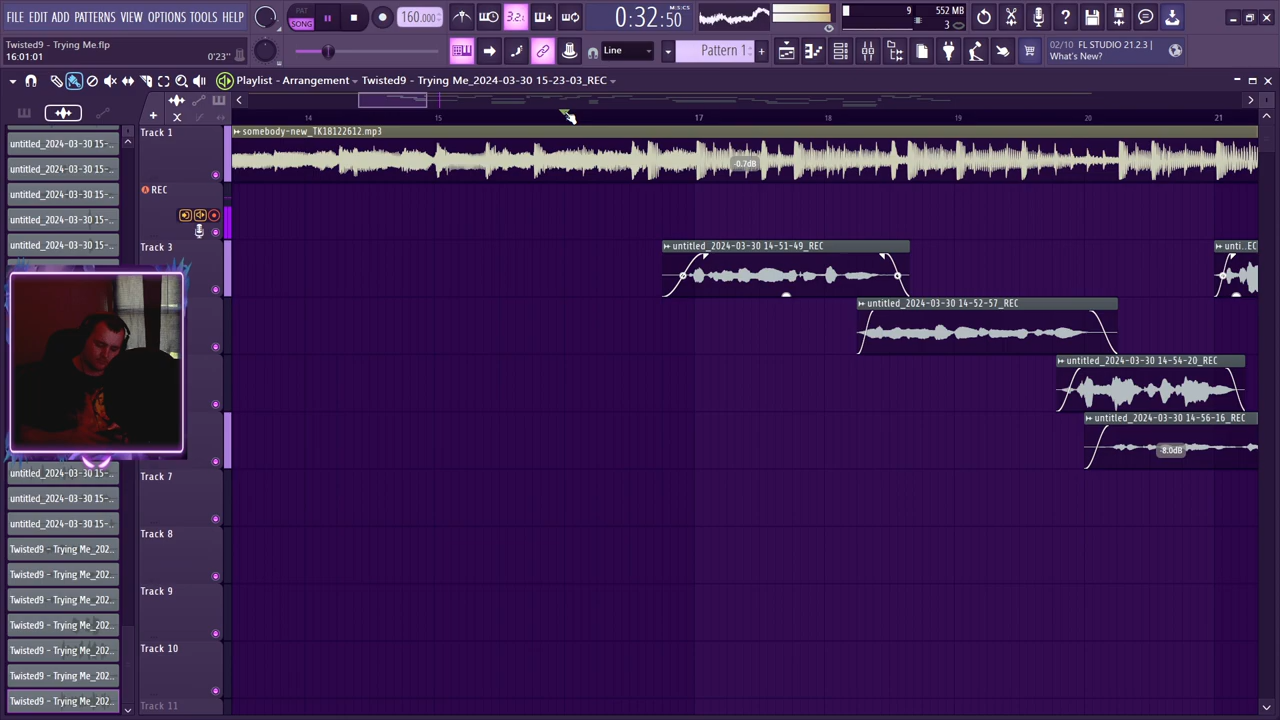 FILE EDIT ADD PATTERNS VIEW OPTIONS TOOLS HELP
PAT
SONG
160.000
3.2.
0:32:50
M:S:CS
9
552 MB
3
Twisted9 - Trying Me.flp
16:01:01
0'23"
Line
Pattern 1
02/10 FL STUDIO 21.2.3 |
What's New?
Playlist - Arrangement
Twisted9 - Trying Me_2024-03-30 15-23-03_REC
14
15
17
18
19
20
21
untitled_2024-03-30 15-..
untitled_2024-03-30 15-..
untitled_2024-03-30 15-..
untitled_2024-03-30 15-..
untitled_2024-03-30 15-..
untitled_2024-03-30 15-..
untitled_2024-03-30 15-..
untitled_2024-03-30 15-..
Twisted9 - Trying Me_202..
Twisted9 - Trying Me_202..
Twisted9 - Trying Me_202..
Twisted9 - Trying Me_202..
Twisted9 - Trying Me_202..
Twisted9 - Trying Me_202..
Twisted9 - Trying Me_202..
Track 1
somebody-new_TK18122612.mp3
-0.7dB
REC
Track 3
untitled_2024-03-30 14-51-49_REC
unti..EC
untitled_2024-03-30 14-52-57_REC
untitled_2024-03-30 14-54-20_REC
untitled_2024-03-30 14-56-16_REC
-8.0dB
Track 7
Track 8
Track 9
Track 10
Track 11